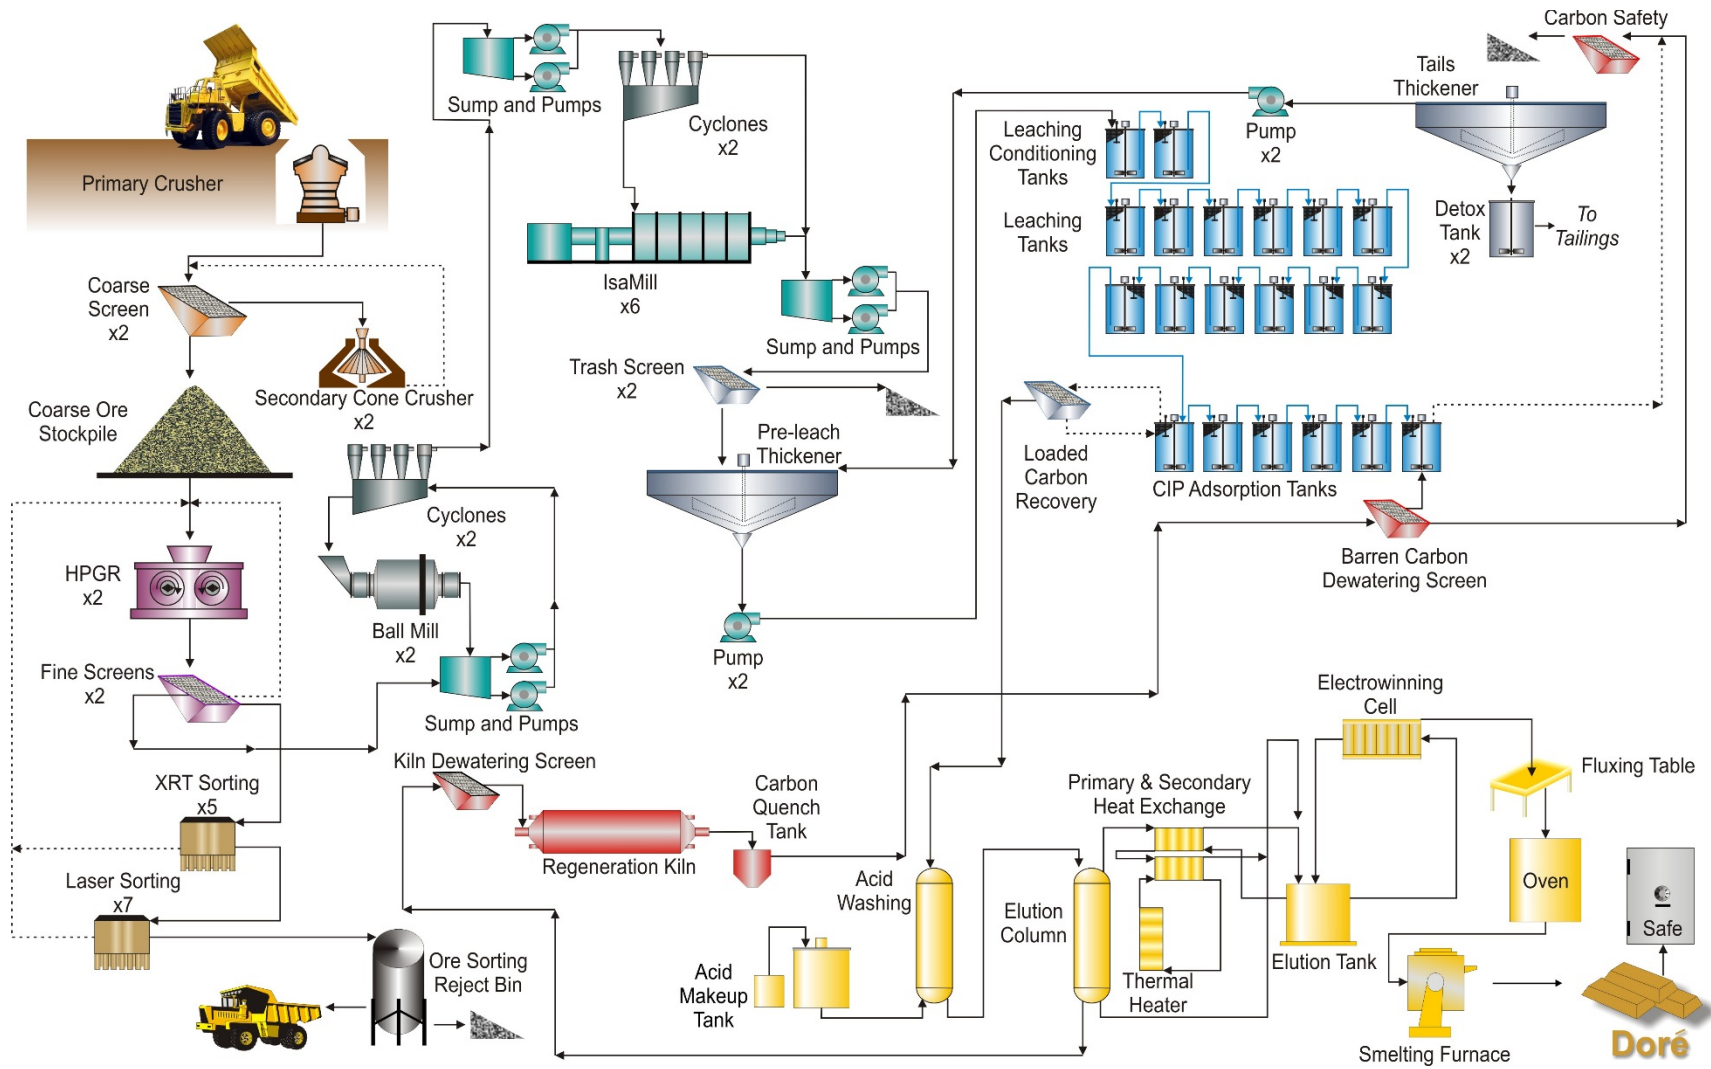 Carbon Safety
Tails
Thickener
Sump and Pumps
Cyclones
x2
Pump
x2
Leaching
Conditioning
Tanks
Primary Crusher
Leaching
Tanks
Detox
Tank
x2
To
Tailings
Coarse
Screen
x2
IsaMill
x6
Sump and Pumps
Trash Screen
x2
Secondary Cone Crusher
x2
Coarse Ore
Stockpile
Pre-leach
Thickener
Loaded
Carbon
Recovery
CIP Adsorption Tanks
Cyclones
x2
Barren Carbon
Dewatering Screen
HPGR
x2
Ball Mill
x2
Pump
x2
Fine Screens
x2
Sump and Pumps
Electrowinning
Cell
Kiln Dewatering Screen
Fluxing Table
XRT Sorting
x5
Carbon
Quench
Tank
Primary & Secondary
Heat Exchange
Regeneration Kiln
Laser Sorting
x7
Acid
Washing
Elution
Column
Oven
Safe
Ore Sorting
Reject Bin
Acid
Makeup
Tank
Thermal
Heater
Elution Tank
Smelting Furnace
Doré